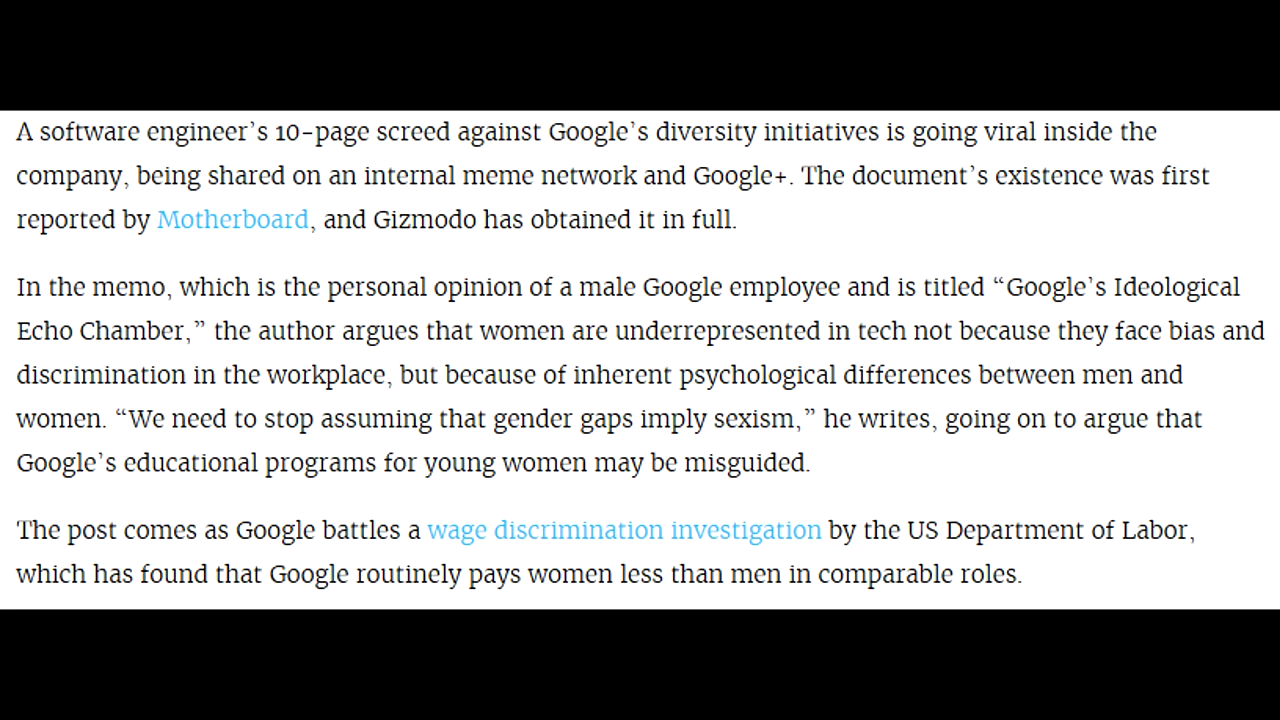 A software engineer’s 10-page screed against Google’s diversity initiatives is going viral inside the
company, being shared on an internal meme network and Google+. The document’s existence was first
reported by Motherboard, and Gizmodo has obtained it in full.
In the memo, which is the personal opinion of a male Google employee and is titled “Google’s Ideological
Echo Chamber,” the author argues that women are underrepresented in tech not because they face bias and
discrimination in the workplace, but because of inherent psychological differences between men and
women. “We need to stop assuming that gender gaps imply sexism,” he writes, going on to argue that
Google’s educational programs for young women may be misguided.
The post comes as Google battles a wage discrimination investigation by the US Department of Labor,
which has found that Google routinely pays women less than men in comparable roles.